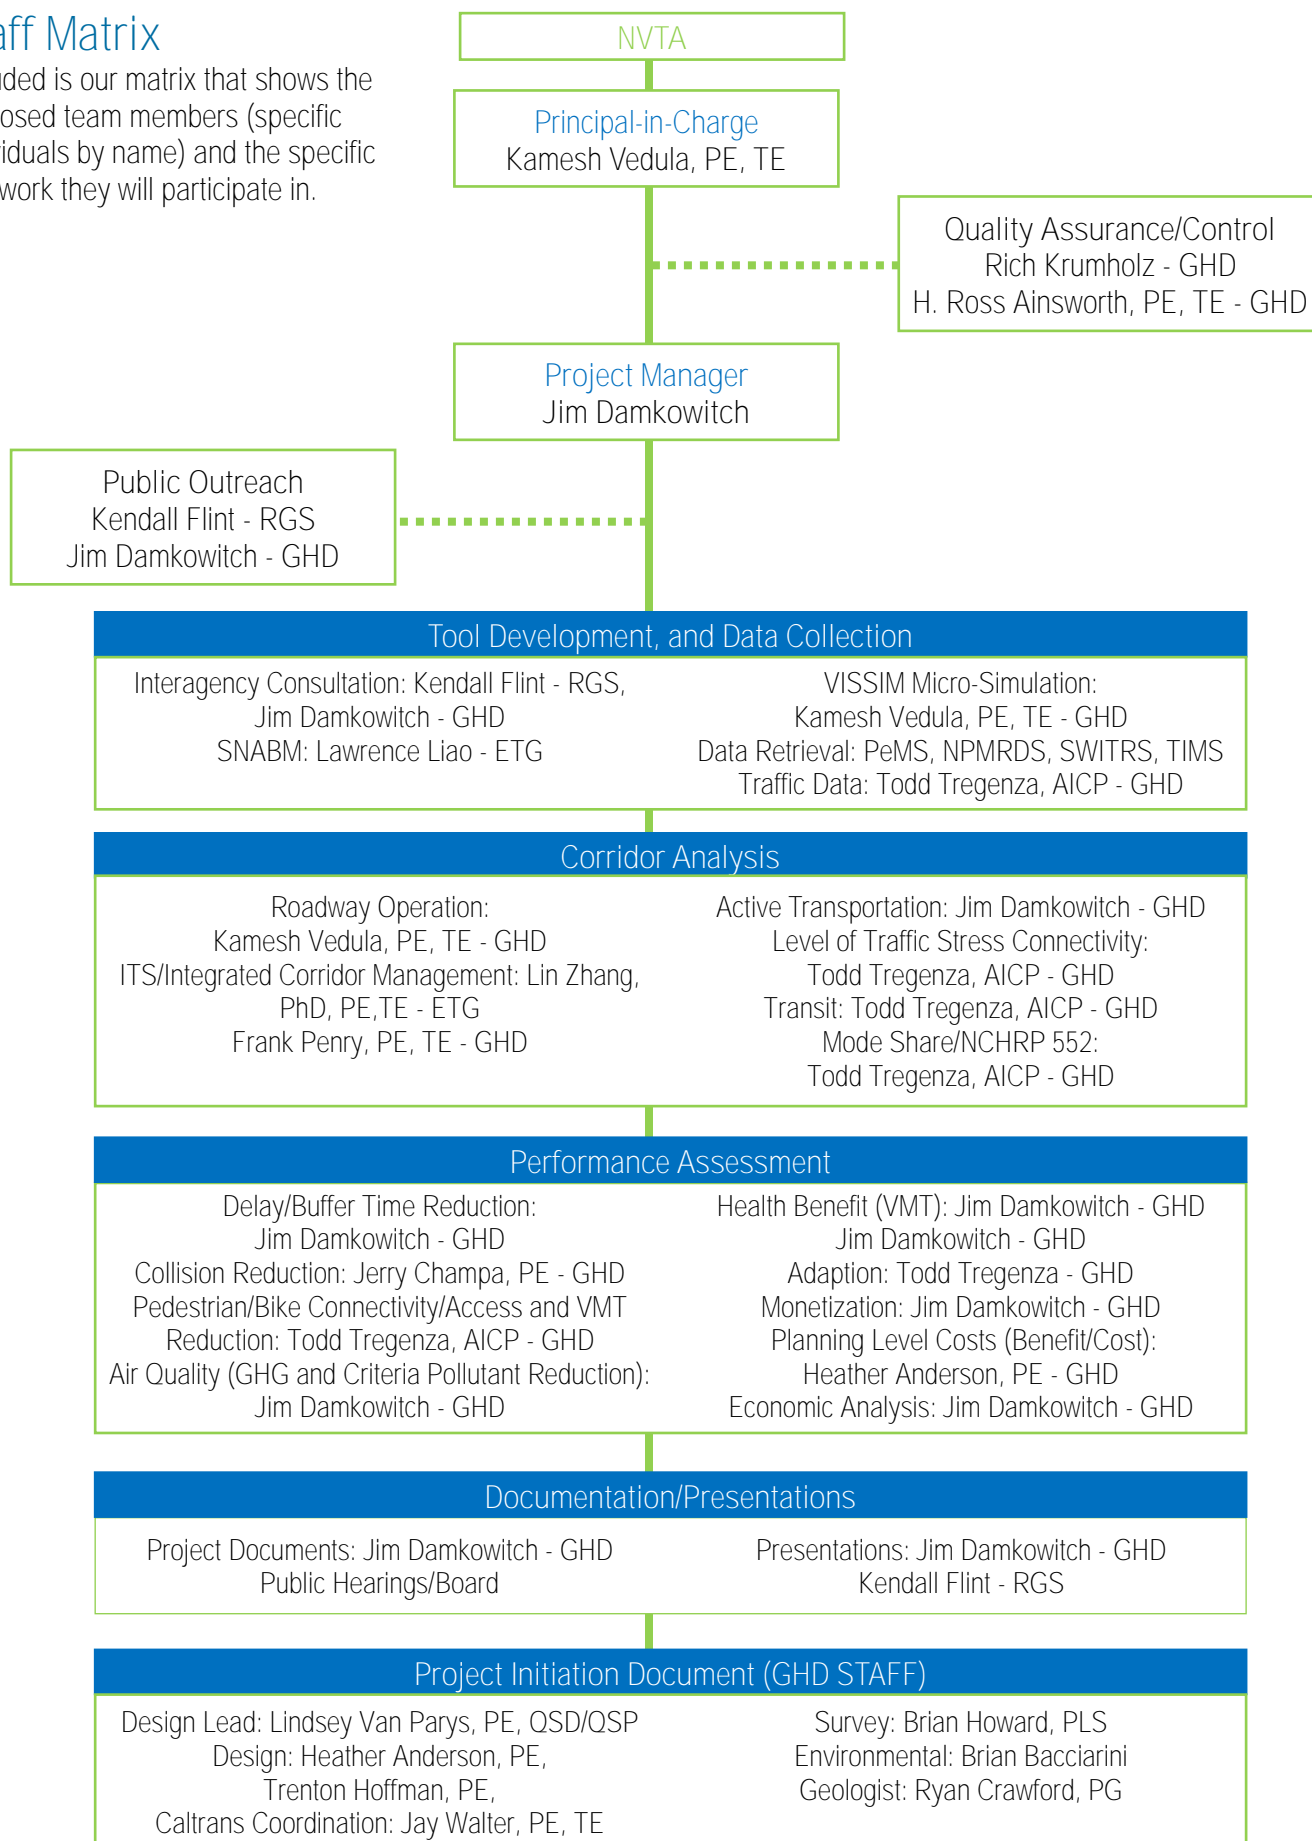 aff Matrix
uded is our matrix that shows the
osed team members (specific
viduals by name) and the specific
work they will participate in.
NVTA
Principal-in-Charge
Kamesh Vedula, PE, TE
Quality Assurance/Control
Rich Krumholz - GHD
H. Ross Ainsworth, PE, TE - GHD
Project Manager
Jim Damkowitch
Public Outreach
Kendall Flint - RGS
Jim Damkowitch - GHD
Tool Development, and Data Collection
Interagency Consultation: Kendall Flint - RGS,
Jim Damkowitch - GHD
SNABM: Lawrence Liao - ETG
VISSIM Micro-Simulation:
Kamesh Vedula, PE, TE - GHD
Data Retrieval: PeMS, NPMRDS, SWITRS, TIMS
Traffic Data: Todd Tregenza, AICP - GHD
Corridor Analysis
Roadway Operation:
Kamesh Vedula, PE, TE - GHD
ITS/Integrated Corridor Management: Lin Zhang,
PhD, PE,TE - ETG
Frank Penry, PE, TE - GHD
Active Transportation: Jim Damkowitch - GHD
Level of Traffic Stress Connectivity:
Todd Tregenza, AICP - GHD
Transit: Todd Tregenza, AICP - GHD
Mode Share/NCHRP 552:
Todd Tregenza, AICP - GHD
Performance Assessment
Delay/Buffer Time Reduction:
Jim Damkowitch - GHD
Collision Reduction: Jerry Champa, PE - GHD
Pedestrian/Bike Connectivity/Access and VMT
Reduction: Todd Tregenza, AICP - GHD
Air Quality (GHG and Criteria Pollutant Reduction):
Jim Damkowitch - GHD
Health Benefit (VMT): Jim Damkowitch - GHD
Jim Damkowitch - GHD
Adaption: Todd Tregenza - GHD
Monetization: Jim Damkowitch - GHD
Planning Level Costs (Benefit/Cost):
Heather Anderson, PE - GHD
Economic Analysis: Jim Damkowitch - GHD
Documentation/Presentations
Project Documents: Jim Damkowitch - GHD
Public Hearings/Board
Presentations: Jim Damkowitch - GHD
Kendall Flint - RGS
Project Initiation Document (GHD STAFF)
Design Lead: Lindsey Van Parys, PE, QSD/QSP
Design: Heather Anderson, PE,
Trenton Hoffman, PE,
Caltrans Coordination: Jay Walter, PE, TE
Survey: Brian Howard, PLS
Environmental: Brian Bacciarini
Geologist: Ryan Crawford, PG